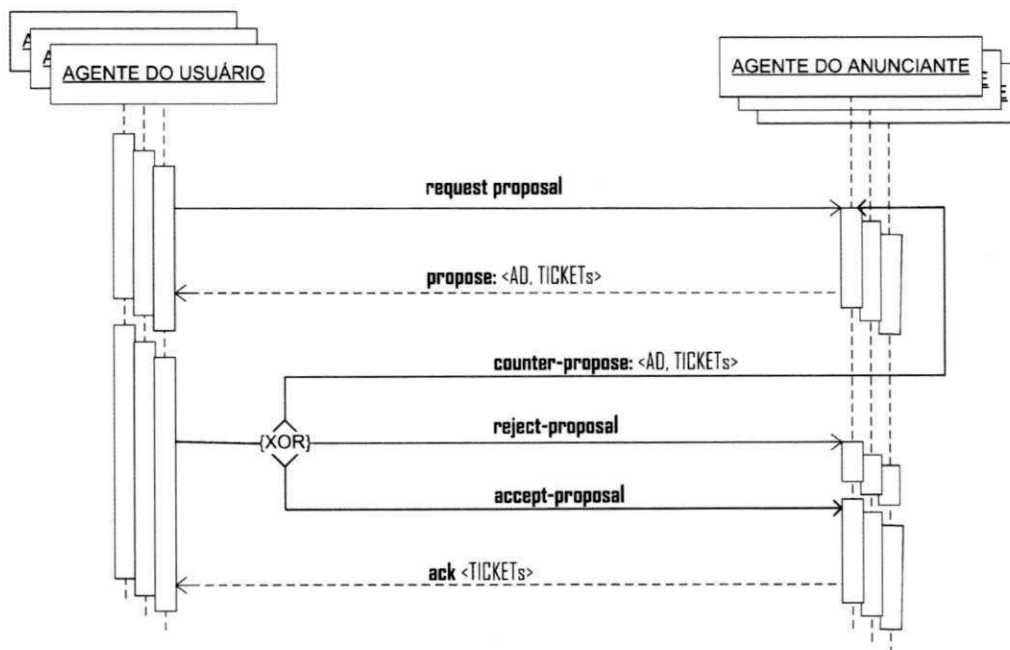 AGENTE DO USUÁRIO
AGENTE DO ANUNCIANTE
request proposal
propose: <AD, TICKETs>
counter-propose: <AD, TICKETs>
{XOR}
reject-proposal
accept-proposal
ack <TICKETs>